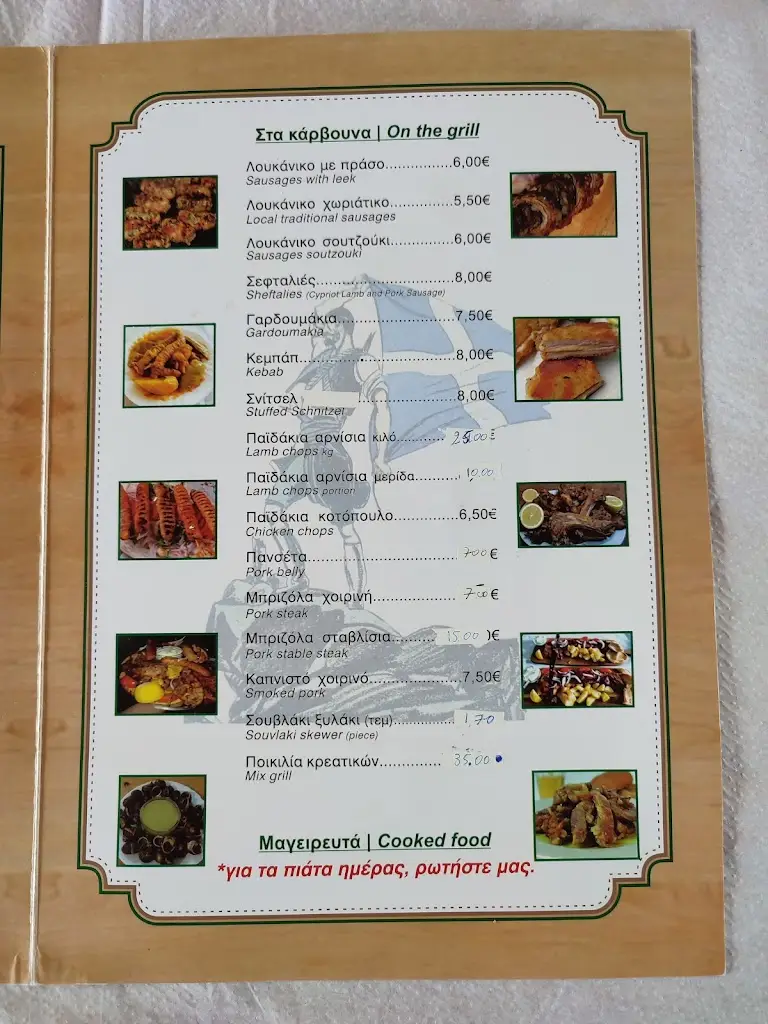 Στα κάρβουνα | On the grill
Λουκάνικο με πράσο................6,00€
Sausages with leek
Λουκάνικο χωριάτικο...............5,50€
Local traditional sausages
Λουκάνικο σουτζούκι...............6,00€
Sausages soutzouki
Σεφταλιές.................................8,00€
Sheftalies (Cypriot Lamb and Pork Sausage)
Γαρδουμάκια............................7,50€
Gardoumakia
Κεμπάπ.....................................8,00€
Kebab
Σνίτσελ .......................8,00€
Stuffed Schnitzel
Παϊδάκια αρνίσια κιλό............ 25.00€
Lamb chops kg
Παϊδάκια αρνίσια μερίδα........... 10.00
Lamb chops portion
Παϊδάκια κοτόπουλο...............6,50€
Chicken chops
Πανσέτα.................................... 7.00 €
Pork belly
Μπριζόλα χοιρινή.................... 7.00 €
Pork steak
Μπριζόλα σταβλίσια.......... 15.00 €
Pork stable steak
Καπνιστό χοιρινό......................7,50€
Smoked pork
Σουβλάκι ξυλάκι (τεμ)............... 1,70
Souvlaki skewer (piece)
Ποικιλία κρεατικών.............. 35.00
Mix grill
Μαγειρευτά | Cooked food
*για τα πιάτα ημέρας, ρωτήστε μας.